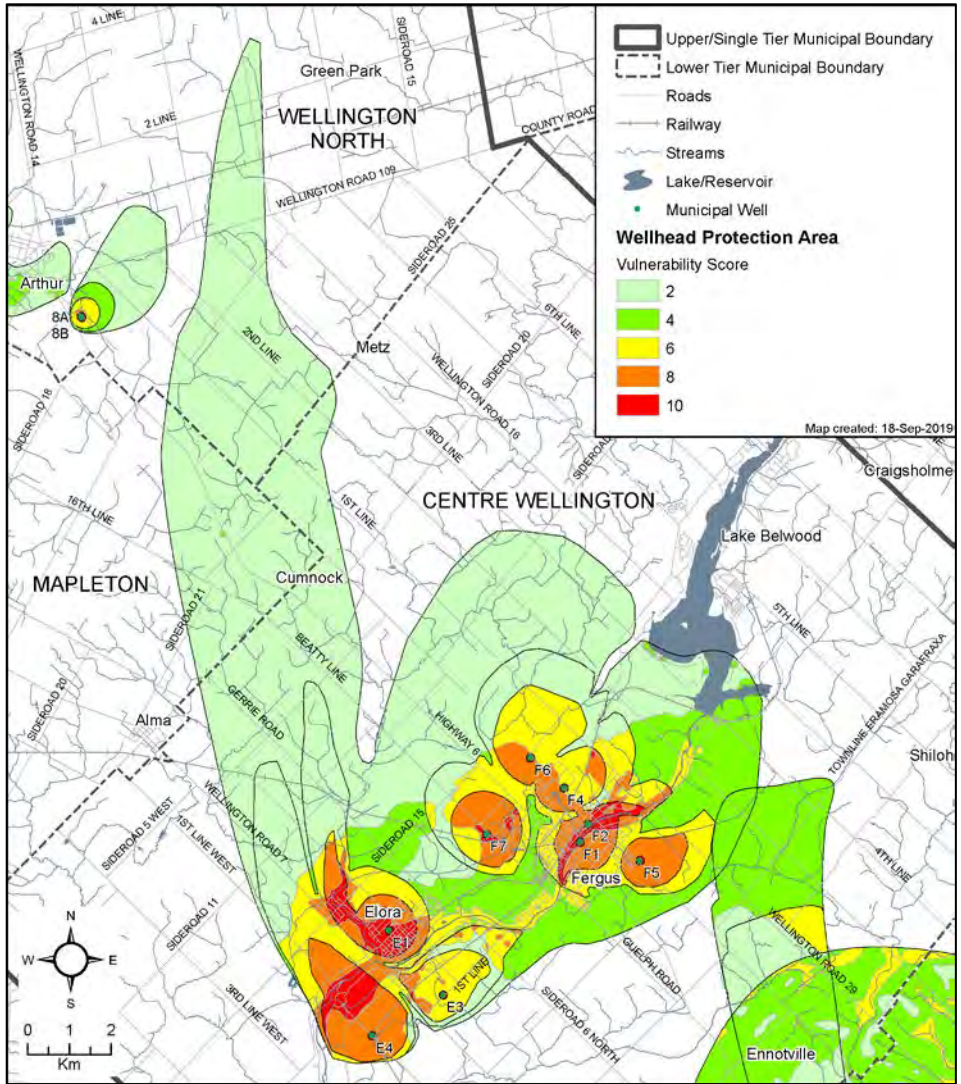 4 LINE
SIDEROAD 15
WELLINGTON ROAD 14
Green Park
2 LINE
WELLINGTON
NORTH
COUNTY ROAD
WELLINGTON ROAD 109
SIDEROAD 25
Arthur
8A
8B
2ND LINE
Metz
6TH LINE
SIDEROAD 20
WELLINGTON ROAD 16
SIDEROAD 18
3RD LINE
SIDEROAD
16TH LINE
1ST LINE
CENTRE WELLINGTON
Craigsholme
Lake Belwood
MAPLETON
Cumnock
SIDEROAD 21
BEATTY LINE
5TH LINE
TOWNLINE ERAMOSA GARAFRAXA
SIDEROAD 20
Alma
GERRIE ROAD
HIGHWAY 6
Shiloh
F6
F4
SIDEROAD 5 WEST
WELLINGTON ROAD 7
1ST LINE WEST
SIDEROAD 15
F7
F2
F1
F5
Fergus
4TH LINE
SIDEROAD 11
Elora
E1
GUELPH ROAD
WELLINGTON ROAD 29
3RD LINE WEST
1ST LINE
E3
SIDEROAD 6 NORTH
E4
Ennotville
N
W
E
S
0 1 2
Km
Upper/Single Tier Municipal Boundary
Lower Tier Municipal Boundary
Roads
Railway
Streams
Lake/Reservoir
Municipal Well
Wellhead Protection Area
Vulnerability Score
2
4
6
8
10
Map created: 18-Sep-2019